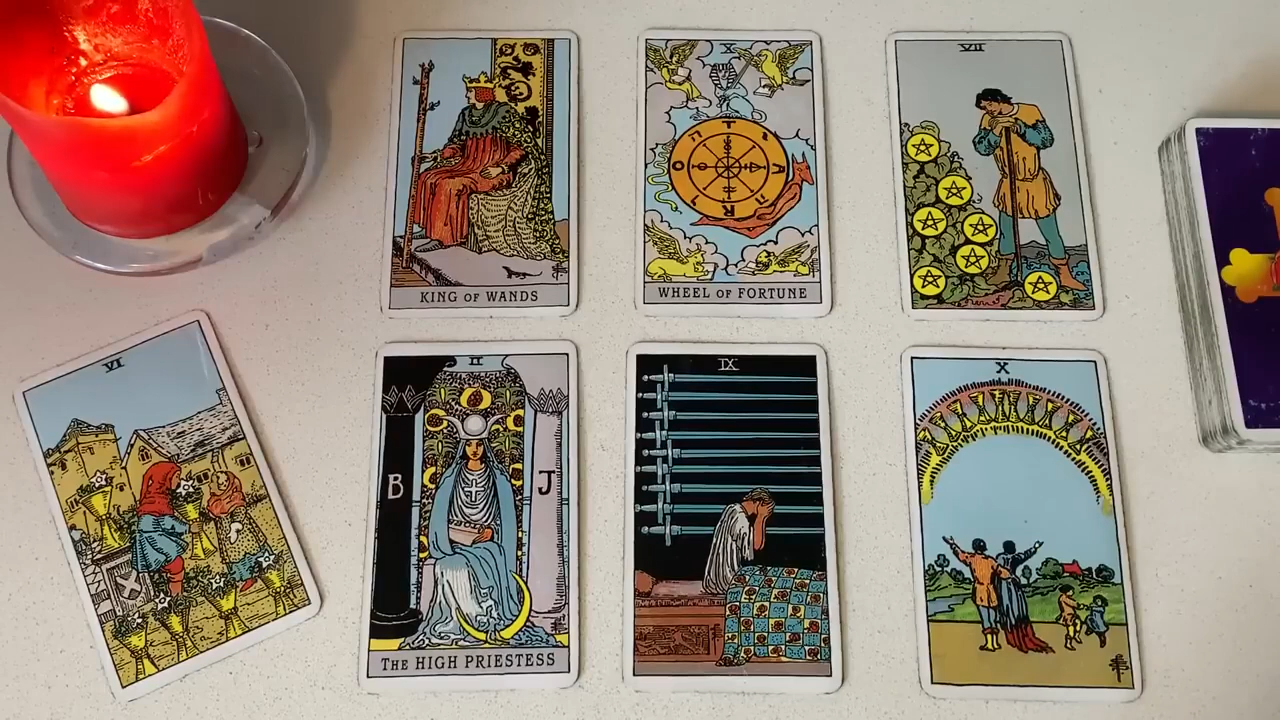 KING OF WANDS
X
WHEEL OF FORTUNE
VII
VI
II
B
J
THE HIGH PRIESTESS
IX
X